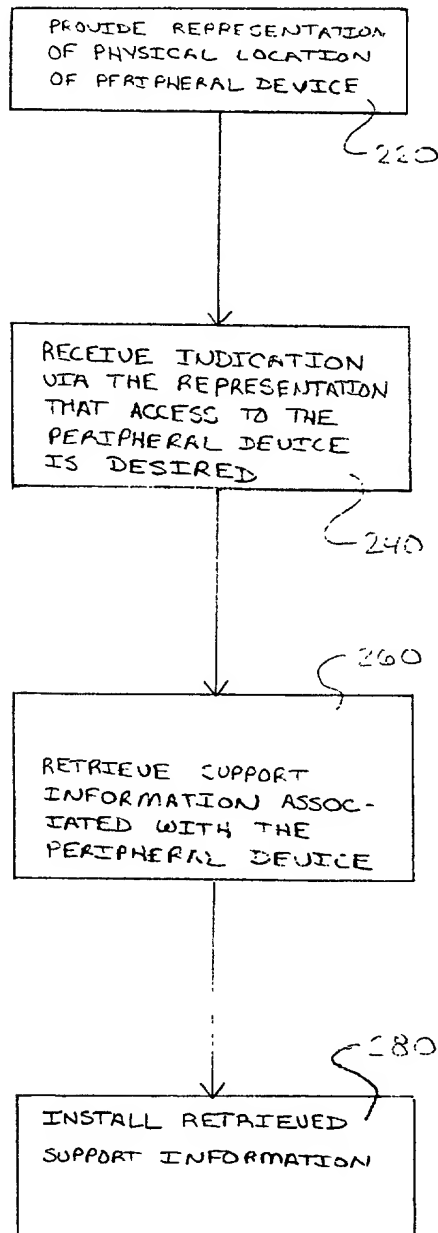 PROVIDE REPRESENTATION
OF PHYSICAL LOCATION
OF PERIPHERAL DEVICE
220
RECEIVE INDICATION
VIA THE REPRESENTATION
THAT ACCESS TO THE
PERIPHERAL DEVICE
IS DESIRED
240
260
RETRIEVE SUPPORT
INFORMATION ASSOC-
IATED WITH THE
PERIPHERAL DEVICE
280
INSTALL RETRIEVED
SUPPORT INFORMATION